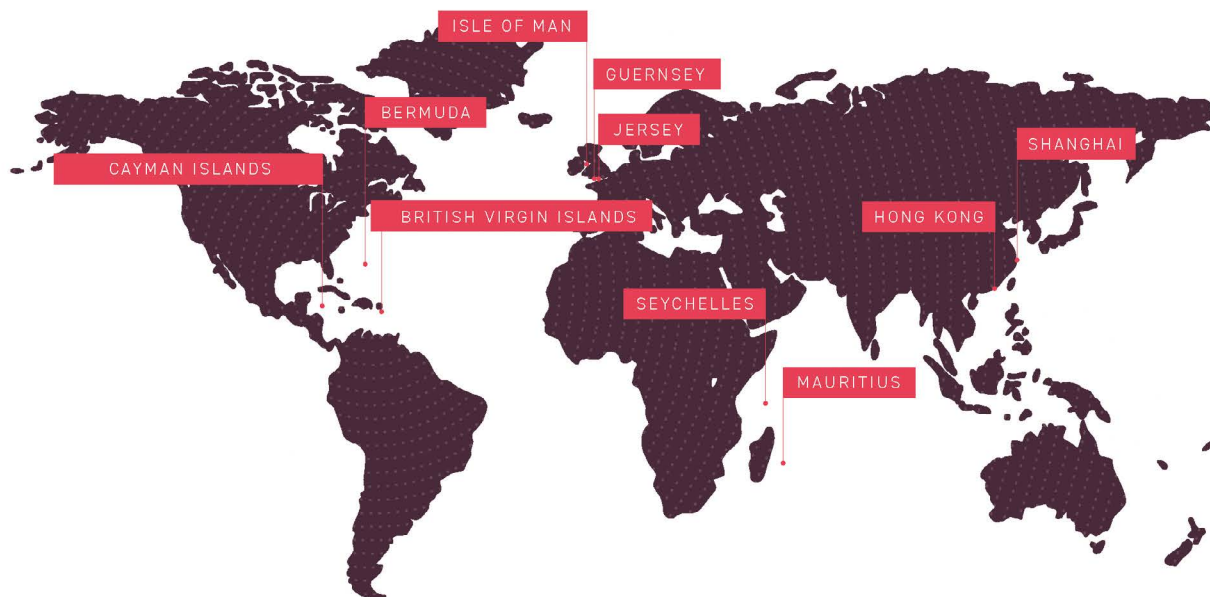 ISLE OF MAN
GUERNSEY
BERMUDA
JERSEY
SHANGHAI
CAYMAN ISLANDS
BRITISH VIRGIN ISLANDS
HONG KONG
SEYCHELLES
MAURITIUS